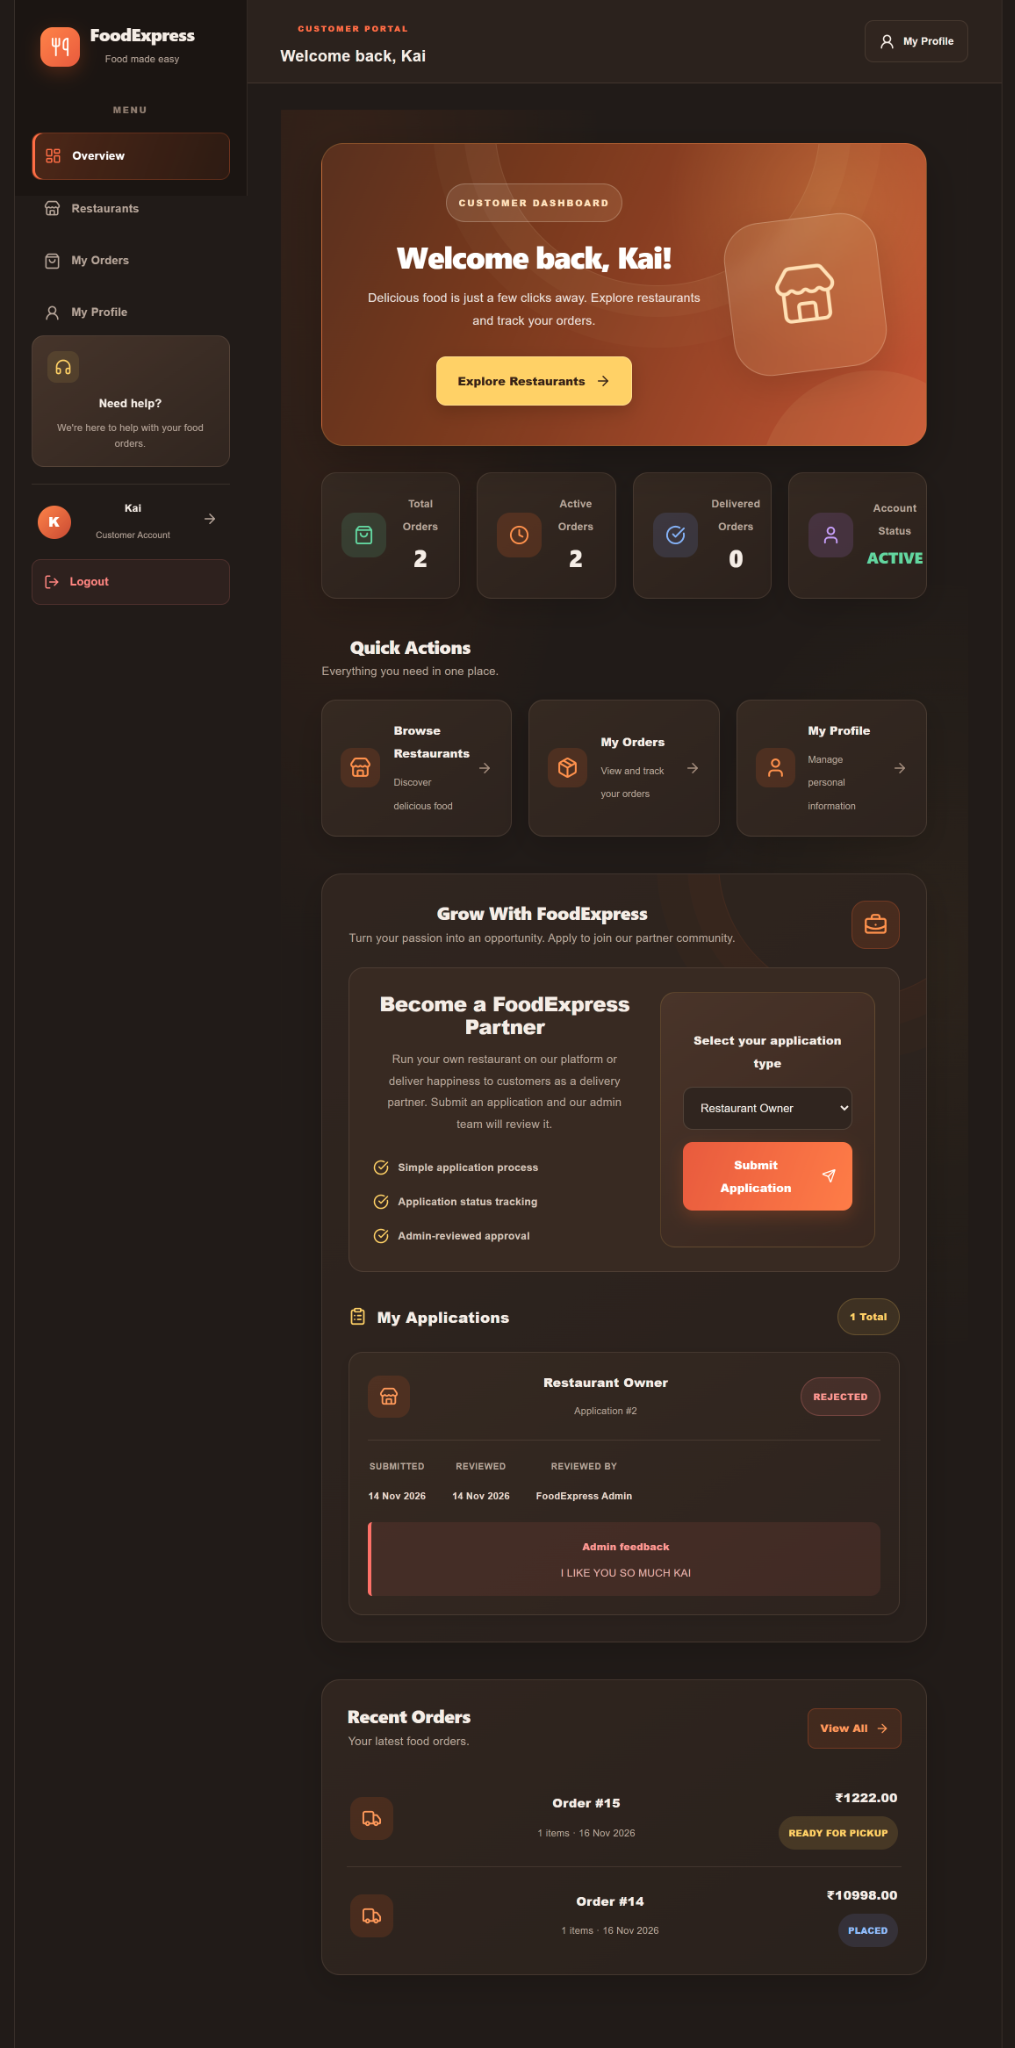 FoodExpress
Food made easy
MENU
Overview
Restaurants
My Orders
My Profile
Need help?
We're here to help with your food
orders.
K
Kai
Customer Account
Logout
CUSTOMER PORTAL
Welcome back, Kai
My Profile
CUSTOMER DASHBOARD
Welcome back, Kai!
Delicious food is just a few clicks away. Explore restaurants
and track your orders.
Explore Restaurants
Total
Orders
2
Active
Orders
2
Delivered
Orders
0
Account
Status
ACTIVE
Quick Actions
Everything you need in one place.
Browse
Restaurants
Discover
delicious food
My Orders
View and track
your orders
My Profile
Manage
personal
information
Grow With FoodExpress
Turn your passion into an opportunity. Apply to join our partner community.
Become a FoodExpress
Partner
Run your own restaurant on our platform or
deliver happiness to customers as a delivery
partner. Submit an application and our admin
team will review it.
Simple application process
Application status tracking
Admin-reviewed approval
Select your application
type
Restaurant Owner
Submit
Application
My Applications
1 Total
Restaurant Owner
Application #2
REJECTED
SUBMITTED
14 Nov 2026
REVIEWED
14 Nov 2026
REVIEWED BY
FoodExpress Admin
Admin feedback
I LIKE YOU SO MUCH KAI
Recent Orders
Your latest food orders.
View All
Order #15
1 items · 16 Nov 2026
₹1222.00
READY FOR PICKUP
Order #14
1 items · 16 Nov 2026
₹10998.00
PLACED